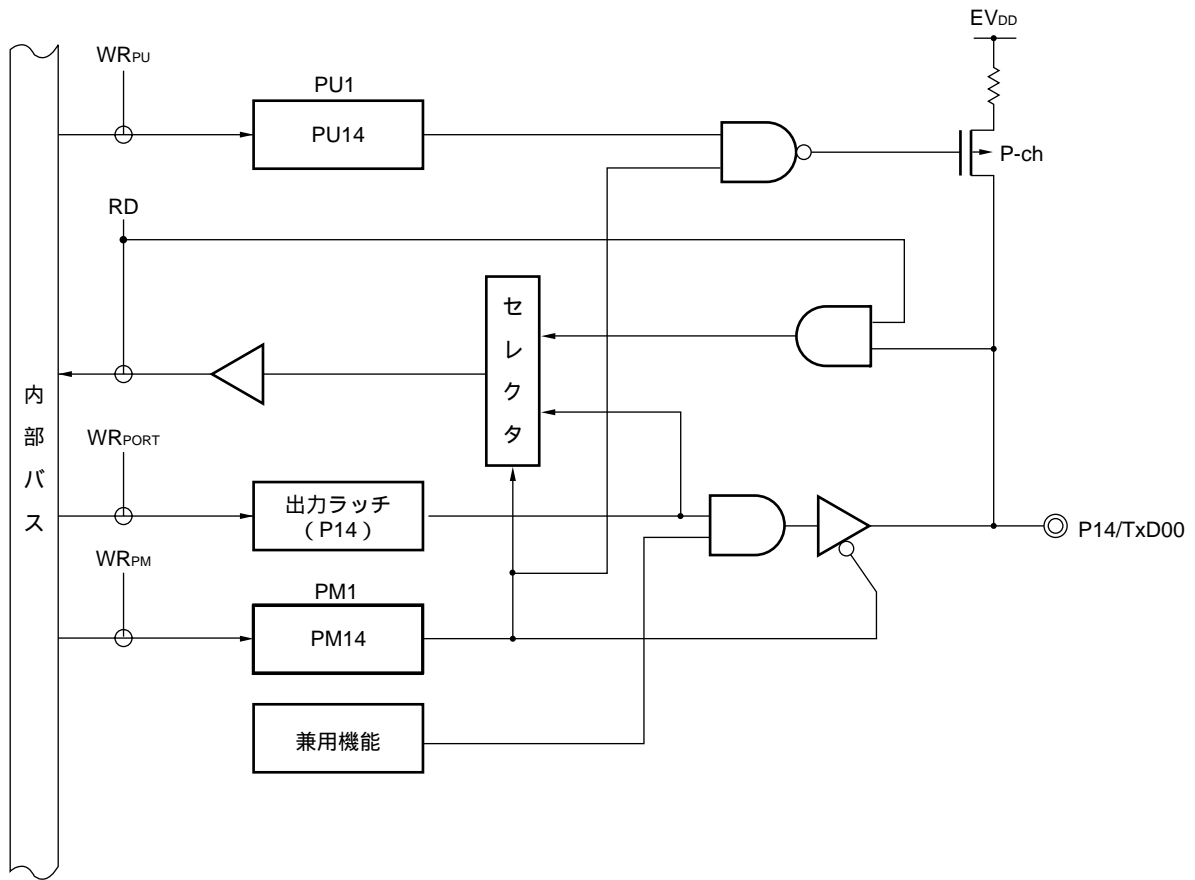 EVDD
WRPU
PU1
PU14
P-ch
RD
セレクタ
内部バス
WRPORT
出力ラッチ
（P14）
P14/TxD00
WRPM
PM1
PM14
兼用機能